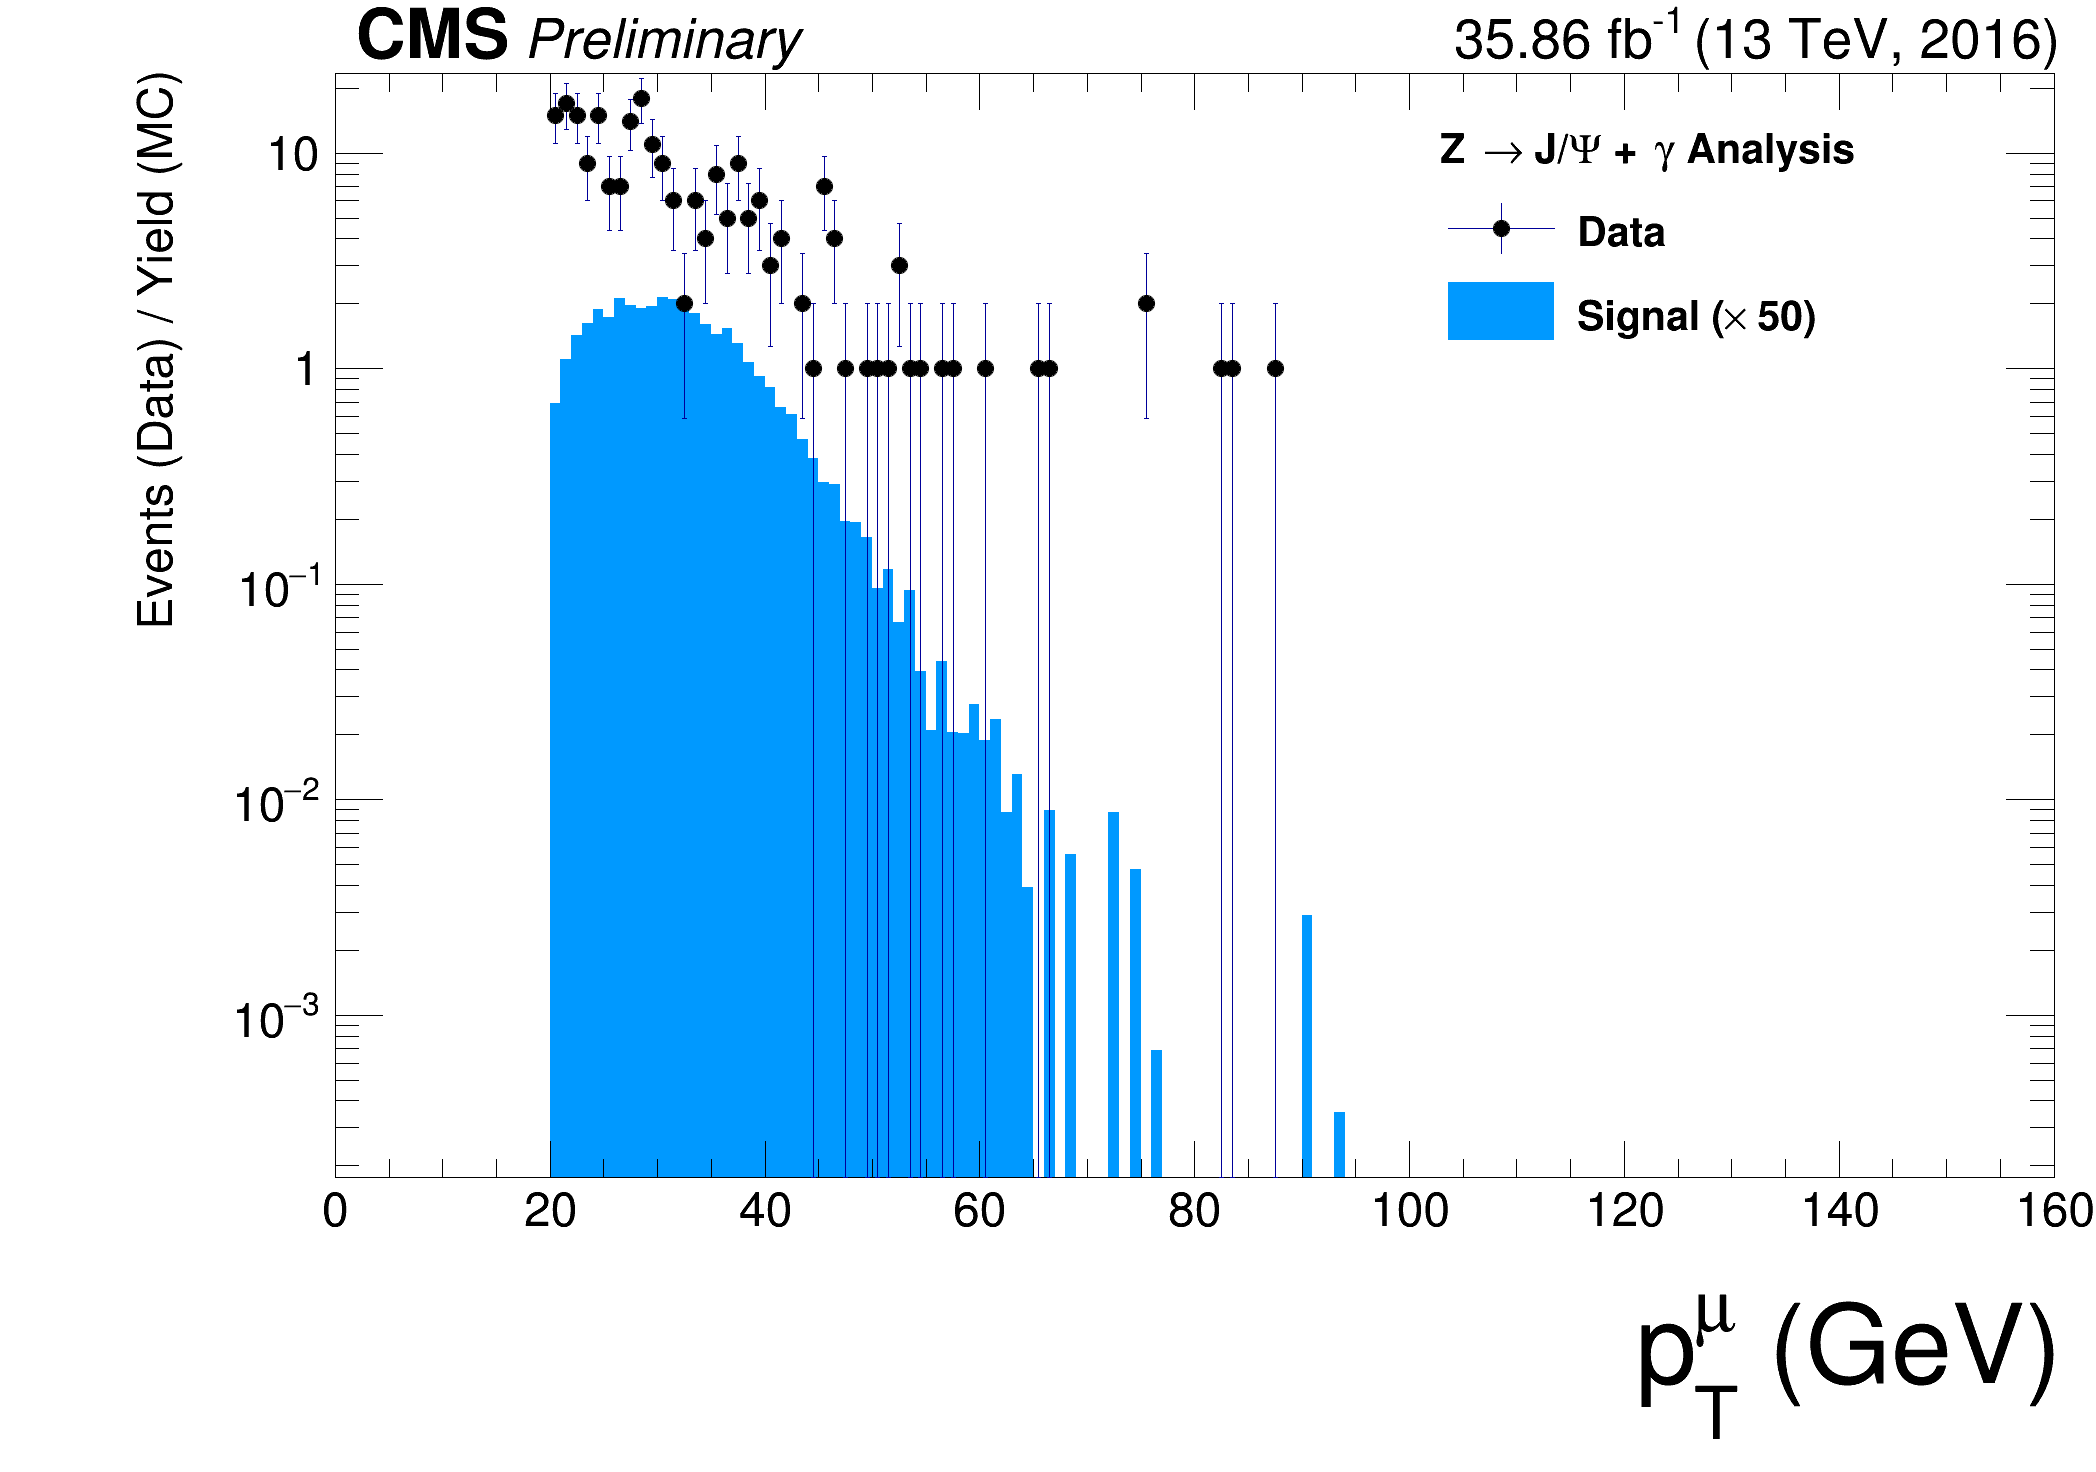 CMS Preliminary
35.86 fb⁻¹ (13 TeV, 2016)
Events (Data) / Yield (MC)
10
1
10⁻¹
10⁻²
10⁻³
Z → J/Ψ + γ Analysis
Data
Signal (× 50)
0 20 40 60 80 100 120 140 160
p_T^μ (GeV)